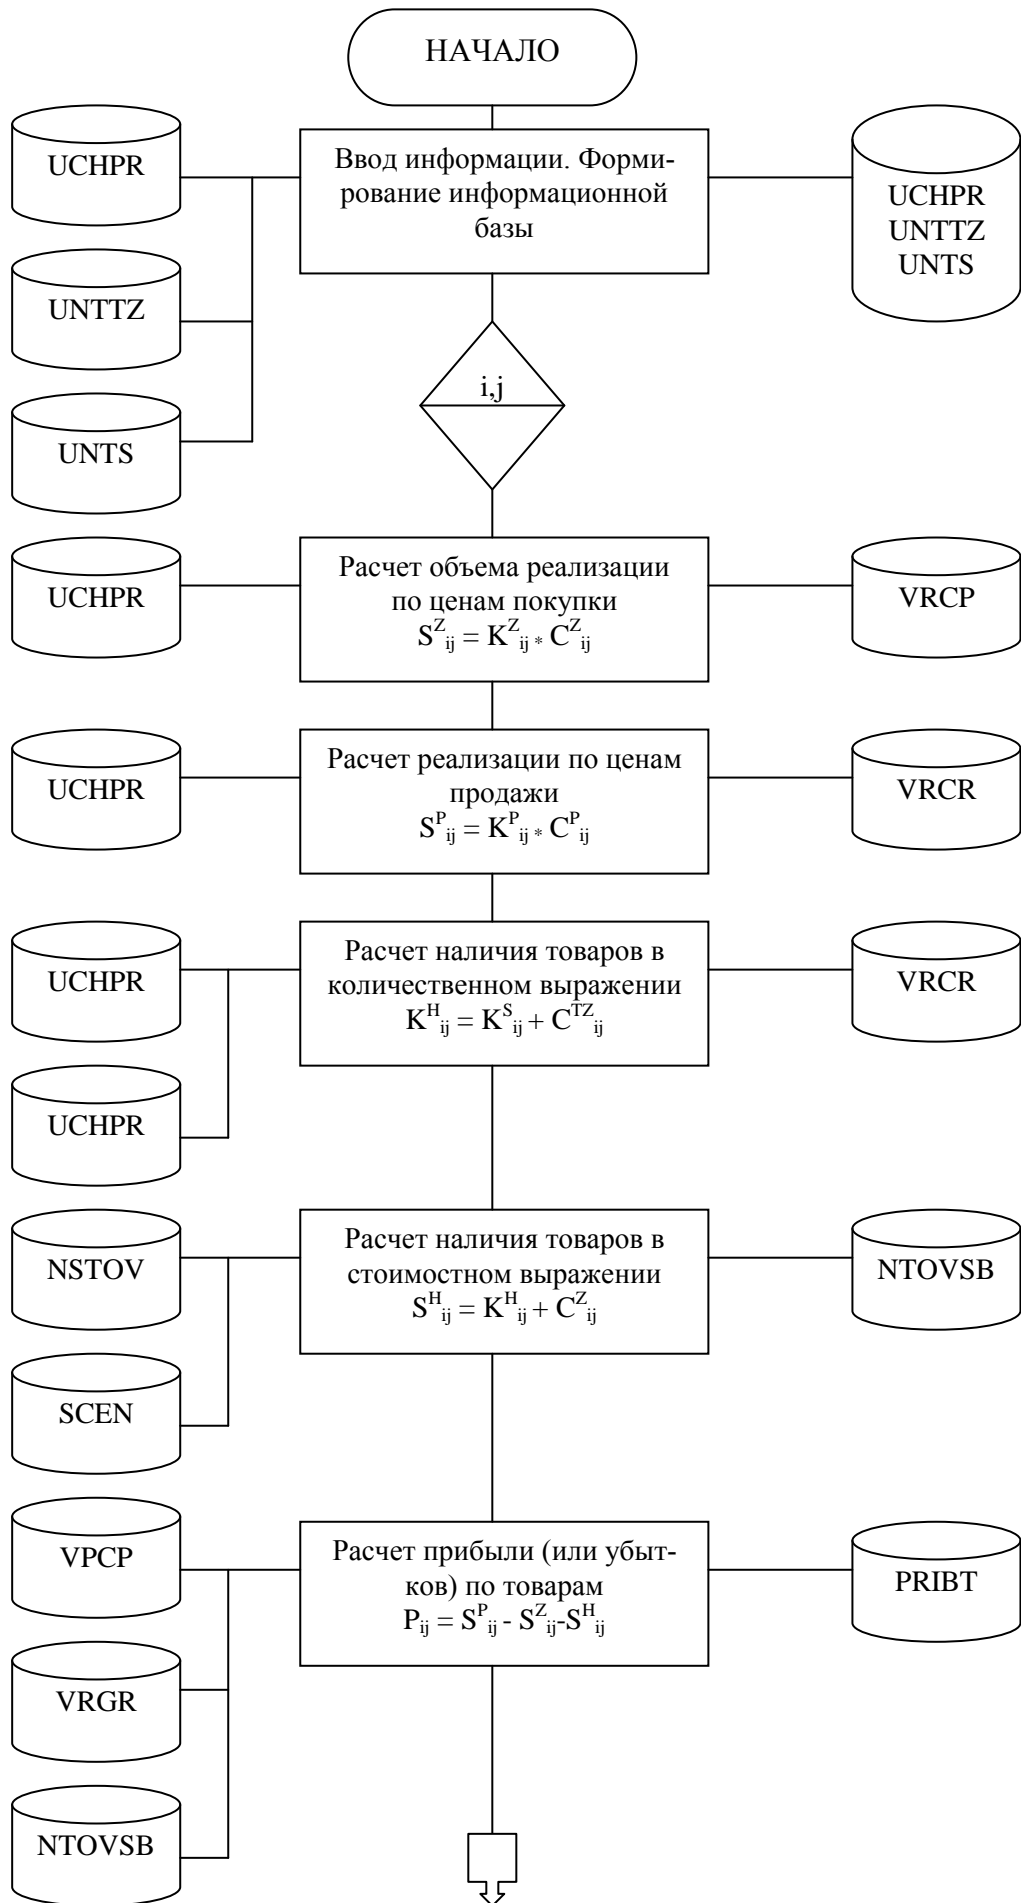 НАЧАЛО
UCHPR
UNTTZ
UNTS
Ввод информации. Форми-
рование информационной
базы
UCHPR
UNTTZ
UNTS
i,j
UCHPR
Расчет объема реализации
по ценам покупки
S^Z_ij = K^Z_ij * C^Z_ij
VRCP
UCHPR
Расчет реализации по ценам
продажи
S^P_ij = K^P_ij * C^P_ij
VRCR
UCHPR
UCHPR
Расчет наличия товаров в
количественном выражении
K^H_ij = K^S_ij + C^TZ_ij
VRCR
NSTOV
SCEN
Расчет наличия товаров в
стоимостном выражении
S^H_ij = K^H_ij + C^Z_ij
NTOVSB
VPCP
VRGR
NTOVSB
Расчет прибыли (или убыт-
ков) по товарам
P_ij = S^P_ij - S^Z_ij-S^H_ij
PRIBT